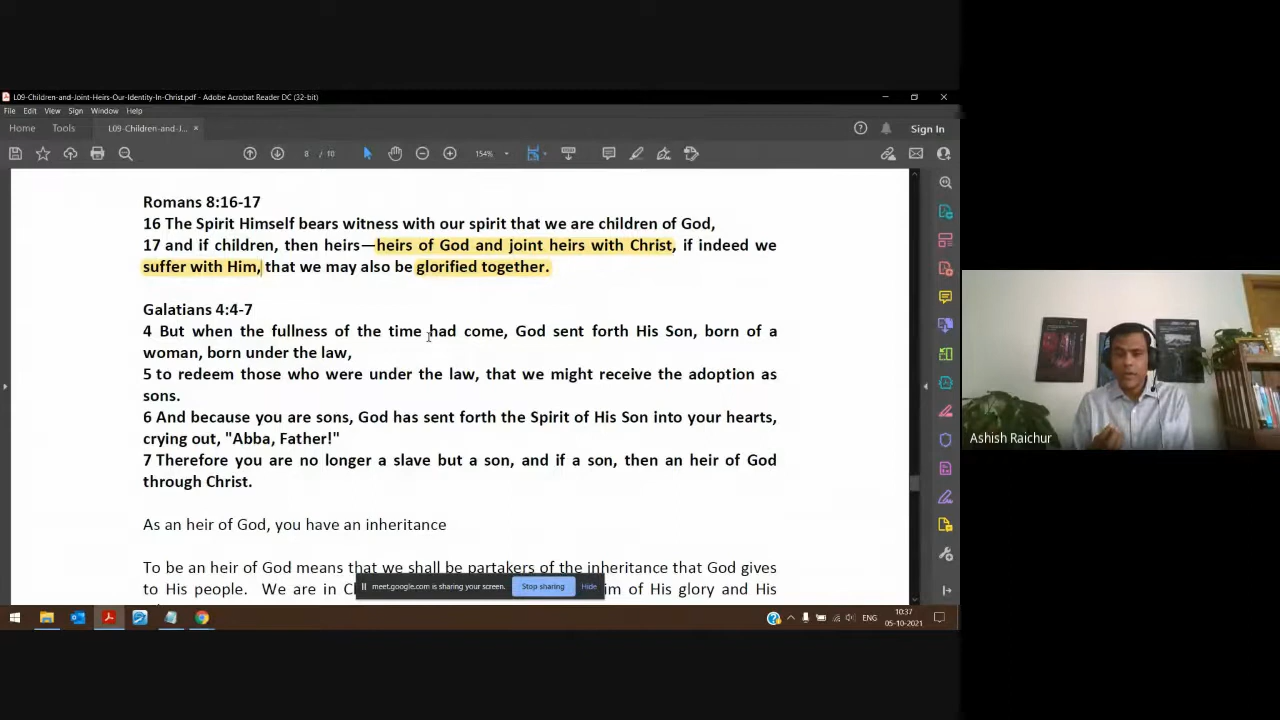 L09-Children-and-Joint-Heirs-Our-Identity-In-Christ.pdf - Adobe Acrobat Reader DC (32-bit)
File Edit View Sign Window Help
Home Tools L09-Children-and-J... × Sign In
8 / 10 154%
Romans 8:16-17
16 The Spirit Himself bears witness with our spirit that we are children of God,
17 and if children, then heirs—heirs of God and joint heirs with Christ, if indeed we
suffer with Him, that we may also be glorified together.
Galatians 4:4-7
4 But when the fullness of the time had come, God sent forth His Son, born of a
woman, born under the law,
5 to redeem those who were under the law, that we might receive the adoption as
sons.
6 And because you are sons, God has sent forth the Spirit of His Son into your hearts,
crying out, "Abba, Father!"
7 Therefore you are no longer a slave but a son, and if a son, then an heir of God
through Christ.
As an heir of God, you have an inheritance
To be an heir of God means that we shall be partakers of the inheritance that God gives
to His people. We are in of His glory and His
meet.google.com is sharing your screen. Stop sharing Hide
Ashish Raichur
ENG
10:37
05-10-2021